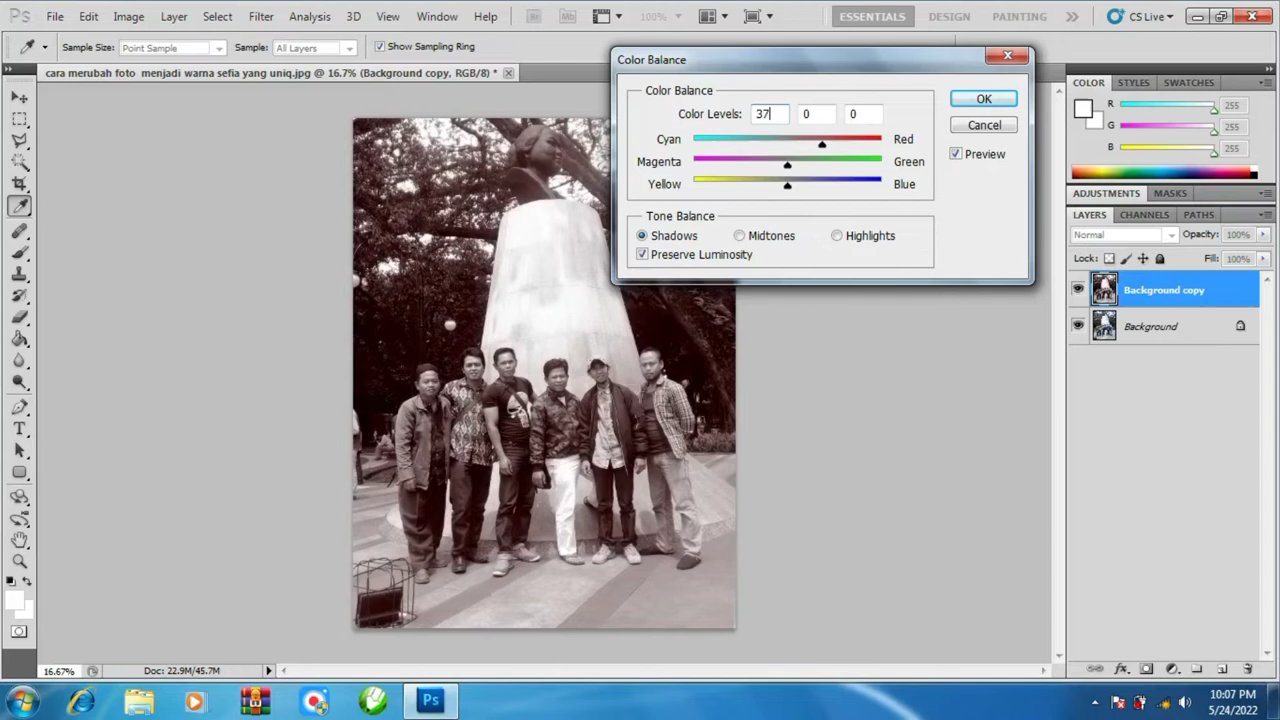 Ps File Edit Image Layer Select Filter Analysis 3D View Window Help Br Mb 100% ESSENTIALS DESIGN PAINTING CS Live
Sample Size: Point Sample Sample: All Layers Show Sampling Ring
cara merubah foto menjadi warna sefia yang uniq.jpg @ 16.7% (Background copy, RGB/8) *
Color Balance
Color Balance
Color Levels: 37 0 0
Cyan Red
Magenta Green
Yellow Blue
Tone Balance
Shadows Midtones Highlights
Preserve Luminosity
OK
Cancel
Preview
COLOR STYLES SWATCHES
R 255
G 255
B 255
ADJUSTMENTS MASKS
LAYERS CHANNELS PATHS
Normal Opacity: 100%
Lock: Fill: 100%
Background copy
Background
fx
16.67% Doc: 22.9M/45.7M
Ps
10:07 PM
5/24/2022